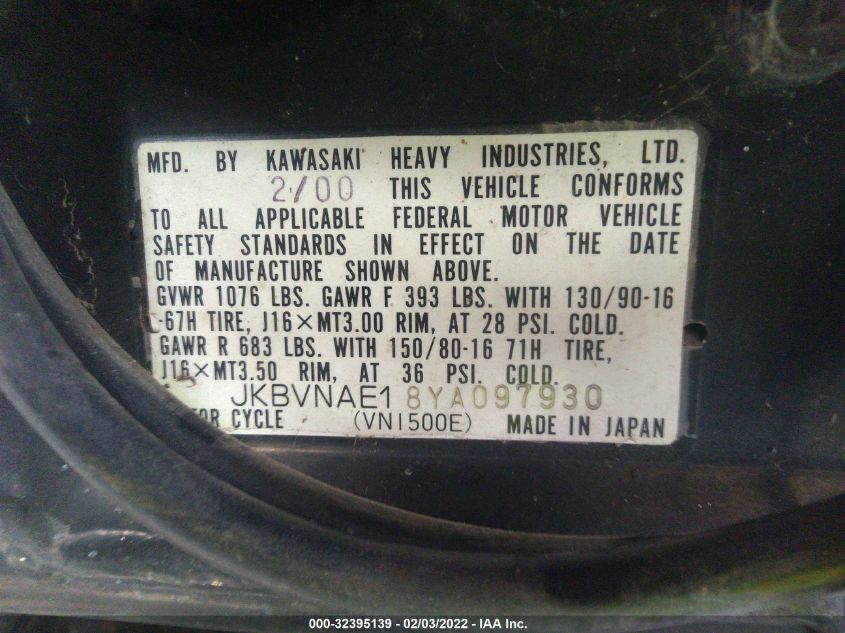 MFD. BY KAWASAKI HEAVY INDUSTRIES, LTD.
2/00 THIS VEHICLE CONFORMS
TO ALL APPLICABLE FEDERAL MOTOR VEHICLE
SAFETY STANDARDS IN EFFECT ON THE DATE
OF MANUFACTURE SHOWN ABOVE.
GVWR 1076 LBS. GAWR F 393 LBS. WITH 130/90-16
-67H TIRE, J16×MT3.00 RIM, AT 28 PSI. COLD.
GAWR R 683 LBS. WITH 150/80-16 71H TIRE,
J16×MT3.50 RIM, AT 36 PSI. COLD.
JKBVNAE18YA097930
CYCLE (VN1500E) MADE IN JAPAN
000-32395139 - 02/03/2022 - IAA Inc.